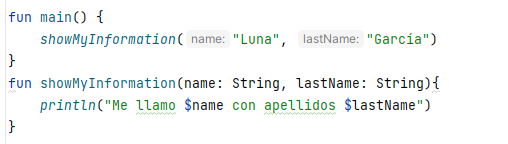 fun main() {
showMyInformation( name: "Luna", lastName: "García")
}
fun showMyInformation(name: String, lastName: String){
println("Me llamo $name con apellidos $lastName")
}